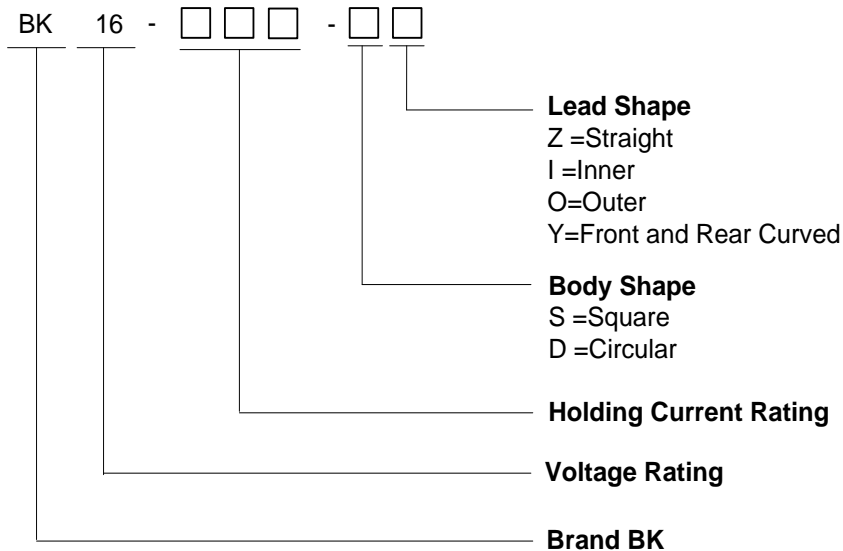 BK 16 - □□□ - □□
Lead Shape
Z =Straight
I =Inner
O=Outer
Y=Front and Rear Curved
Body Shape
S =Square
D =Circular
Holding Current Rating
Voltage Rating
Brand BK